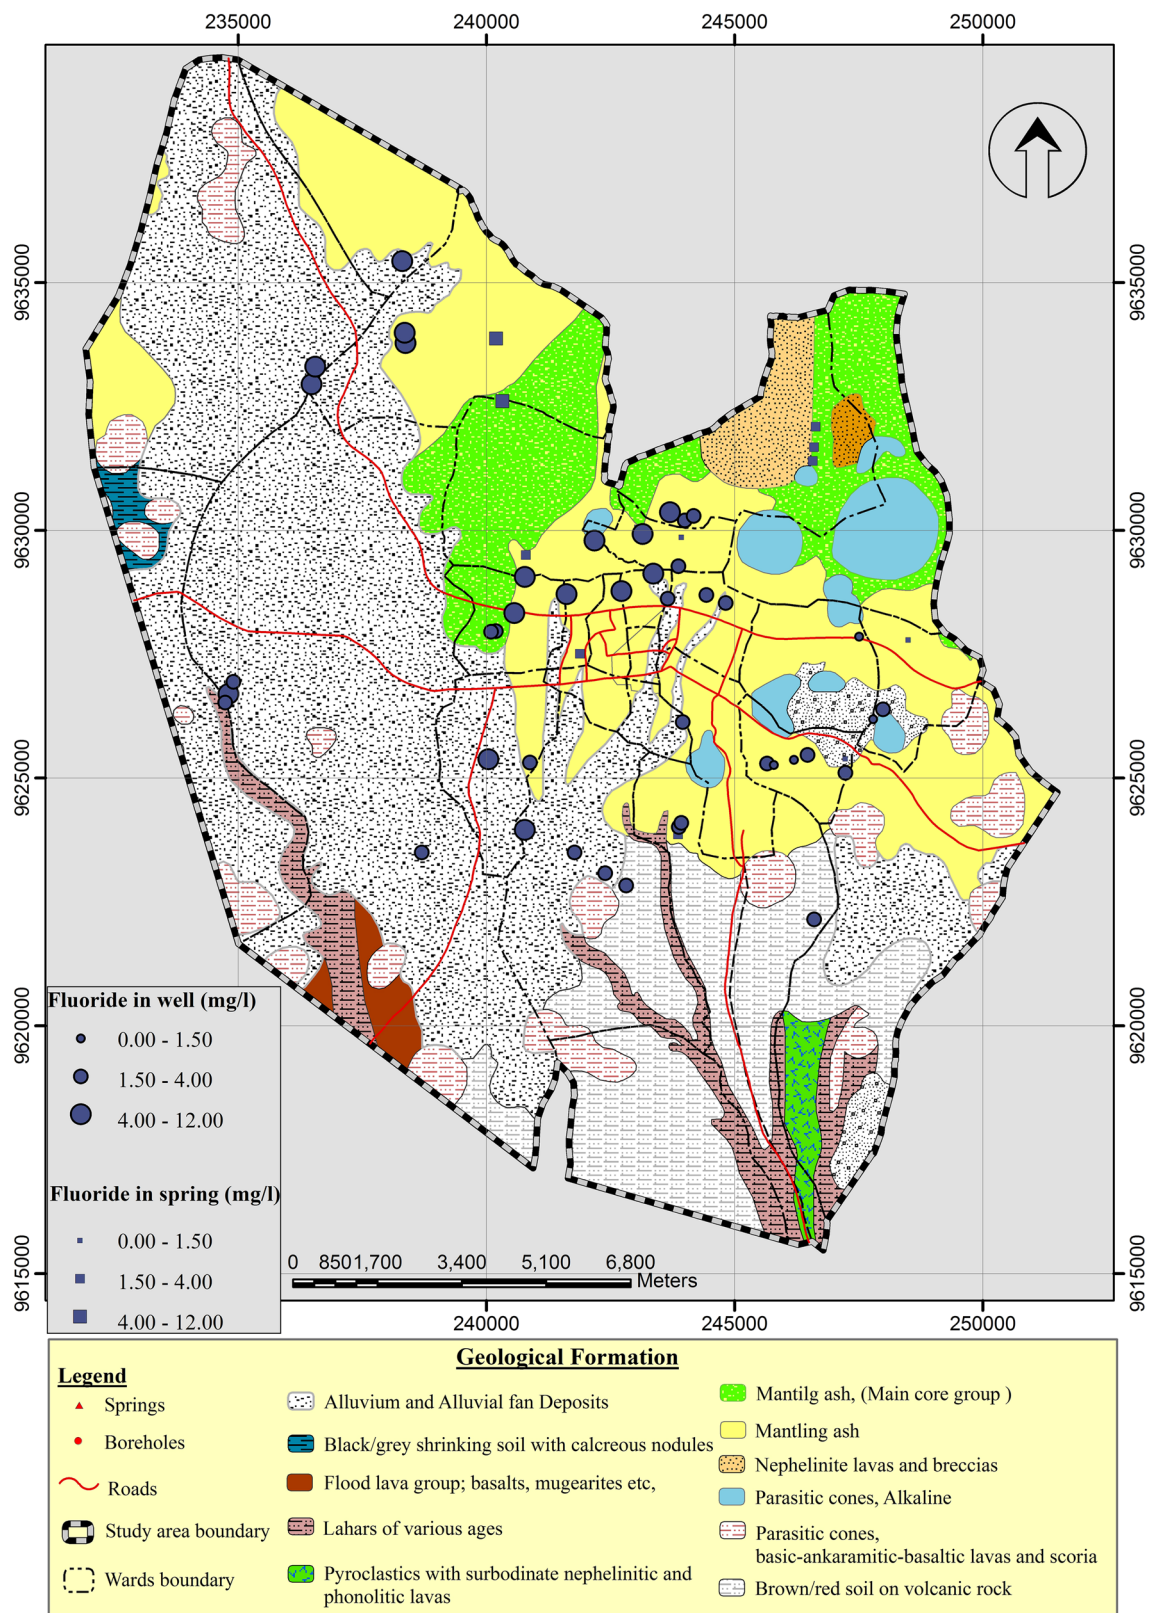 235000 240000 245000 250000
9635000 9635000
9630000 9630000
9625000 9625000
9620000 9620000
9615000 9615000
Fluoride in well (mg/l)
0.00 - 1.50
1.50 - 4.00
4.00 - 12.00
Fluoride in spring (mg/l)
0.00 - 1.50
1.50 - 4.00
4.00 - 12.00
0 850 1,700 3,400 5,100 6,800
Meters
240000 245000 250000
Geological Formation
Legend
Springs
Boreholes
Roads
Study area boundary
Wards boundary
Alluvium and Alluvial fan Deposits
Black/grey shrinking soil with calcreous nodules
Flood lava group; basalts, mugearites etc,
Lahars of various ages
Pyroclastics with surbodinate nephelinitic and
phonolitic lavas
Mantilg ash, (Main core group )
Mantling ash
Nephelinite lavas and breccias
Parasitic cones, Alkaline
Parasitic cones,
basic-ankaramitic-basaltic lavas and scoria
Brown/red soil on volcanic rock